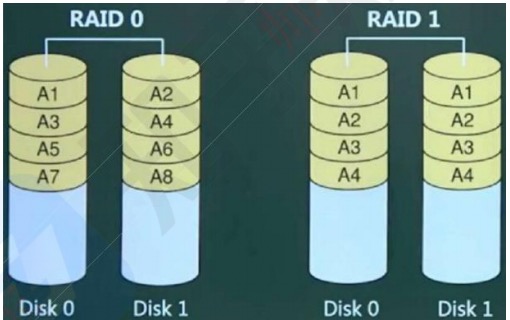 RAID 0
RAID 1
A1 A2 A1 A1
A3 A4 A2 A2
A5 A6 A3 A3
A7 A8 A4 A4
Disk 0 Disk 1 Disk 0 Disk 1